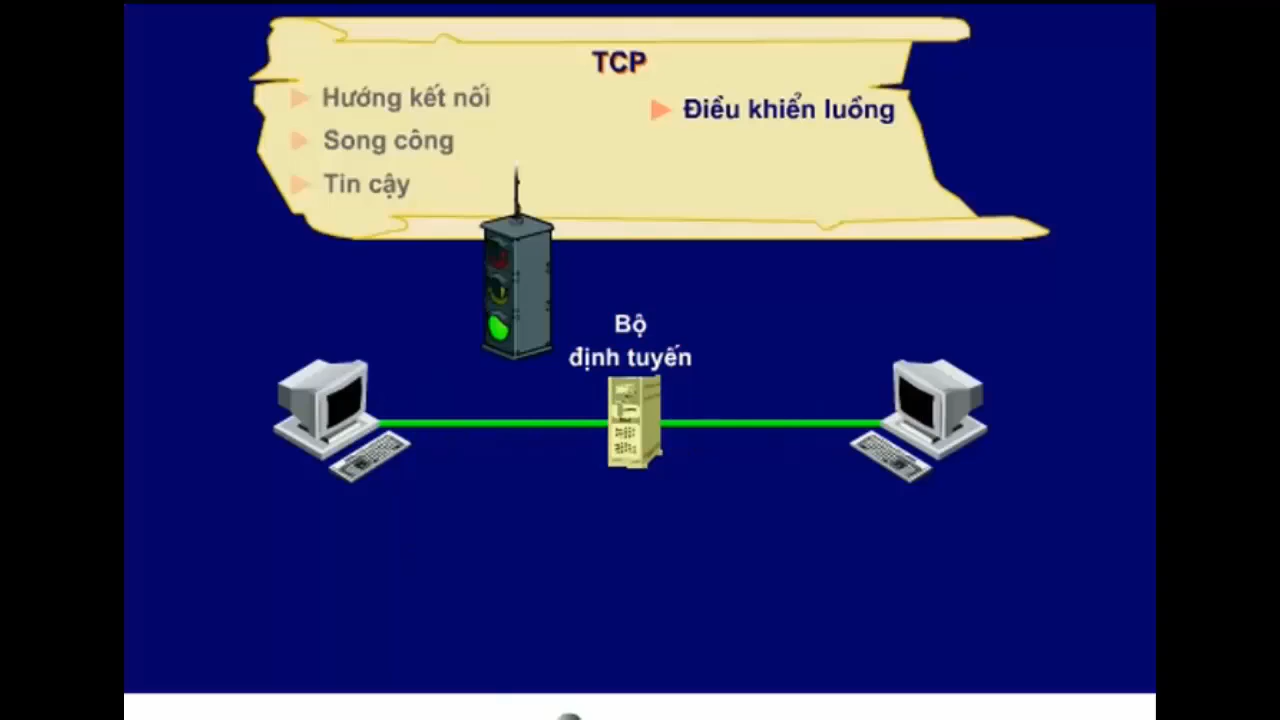 TCP
Hướng kết nối
Song công
Tin cậy
Điều khiển luồng
Bộ
định tuyến